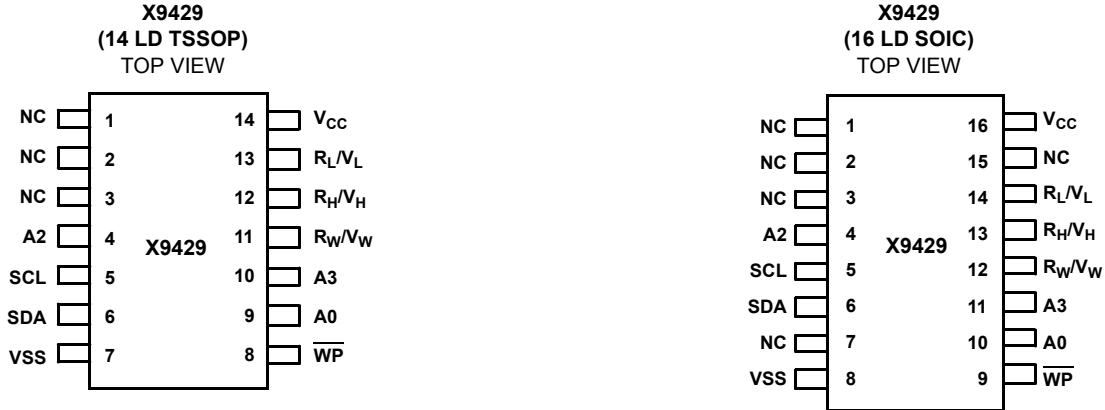 X9429
(14 LD TSSOP)
TOP VIEW
NC 1 14 VCC
NC 2 13 RL/VL
NC 3 12 RH/VH
A2 4 11 RW/VW
X9429
SCL 5 10 A3
SDA 6 9 A0
VSS 7 8 W̅P̅
X9429
(16 LD SOIC)
TOP VIEW
NC 1 16 VCC
NC 2 15 NC
NC 3 14 RL/VL
A2 4 13 RH/VH
X9429
SCL 5 12 RW/VW
SDA 6 11 A3
NC 7 10 A0
VSS 8 9 W̅P̅